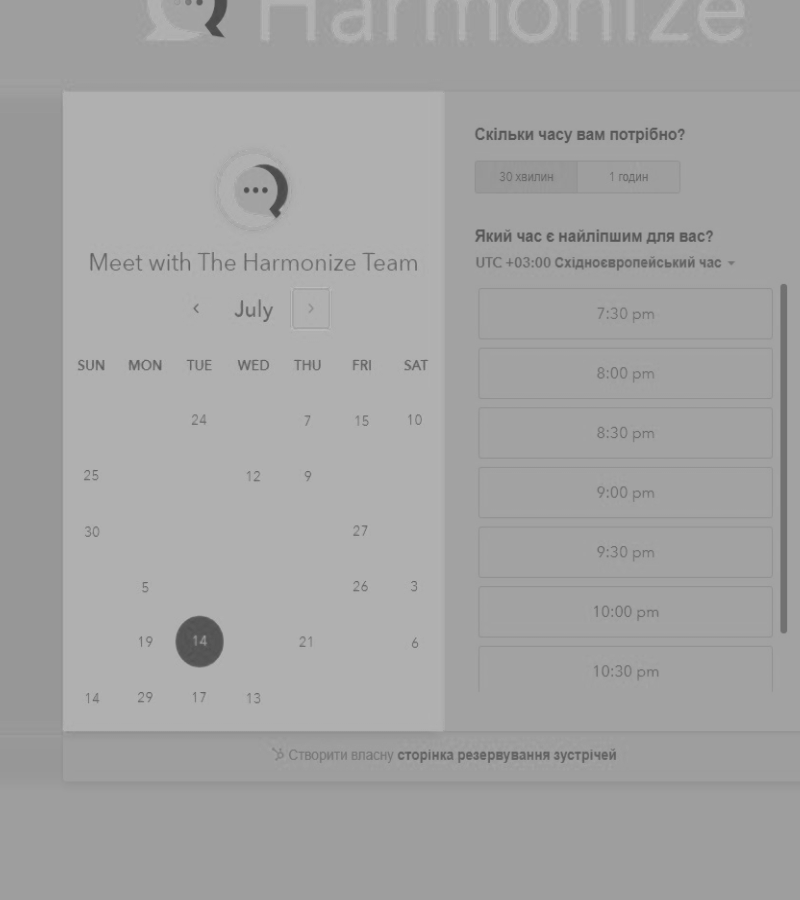 Harmonize
Meet with The Harmonize Team
July
SUN MON TUE WED THU FRI SAT
24 7 15 10
25 12 9
30 27
5 26 3
19 14 21 6
14 29 17 13
Скільки часу вам потрібно?
30 хвилин 1 годин
Який час є найліпшим для вас?
UTC +03:00 Східноєвропейський час
7:30 pm
8:00 pm
8:30 pm
9:00 pm
9:30 pm
10:00 pm
10:30 pm
Створити власну сторінка резервування зустрічей